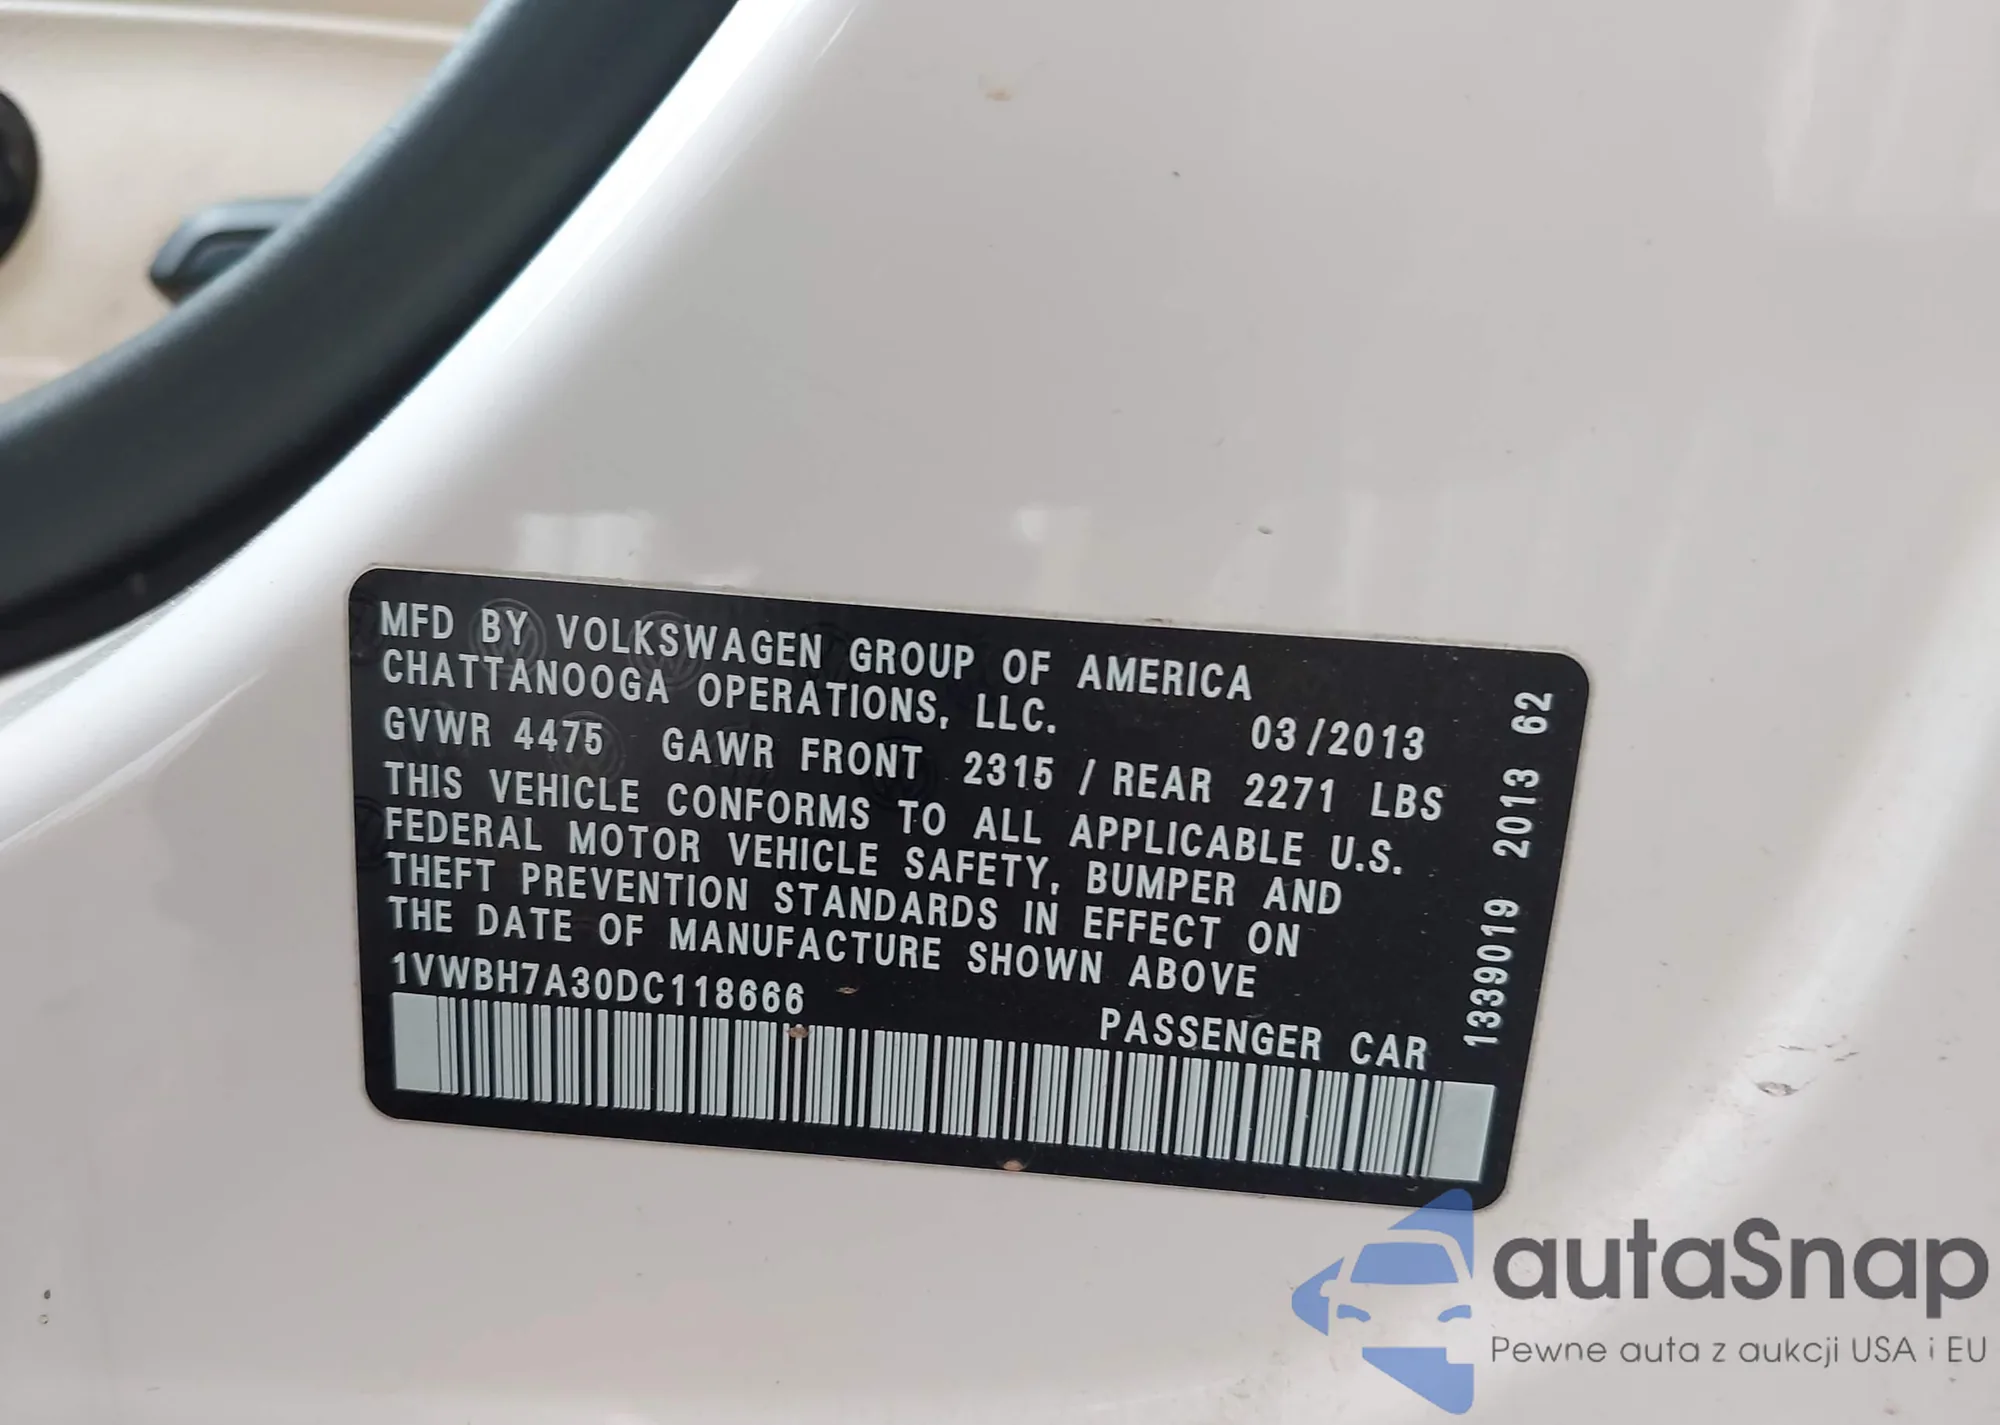 MFD BY VOLKSWAGEN GROUP OF AMERICA
CHATTANOOGA OPERATIONS, LLC.
03/2013
GVWR 4475 GAWR FRONT 2315 / REAR 2271 LBS
THIS VEHICLE CONFORMS TO ALL APPLICABLE U.S.
FEDERAL MOTOR VEHICLE SAFETY, BUMPER AND
THEFT PREVENTION STANDARDS IN EFFECT ON
THE DATE OF MANUFACTURE SHOWN ABOVE
1VWBH7A30DC118666
PASSENGER CAR
1339019 2013 62
autaSnap
Pewne auta z aukcji USA i EU